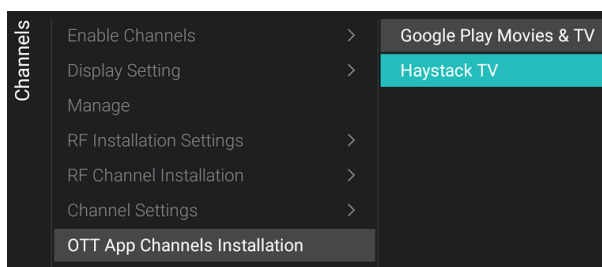 Channels
Enable Channels >
Display Setting >
Manage
RF Installation Settings >
RF Channel Installation >
Channel Settings >
OTT App Channels Installation
Google Play Movies & TV
Haystack TV